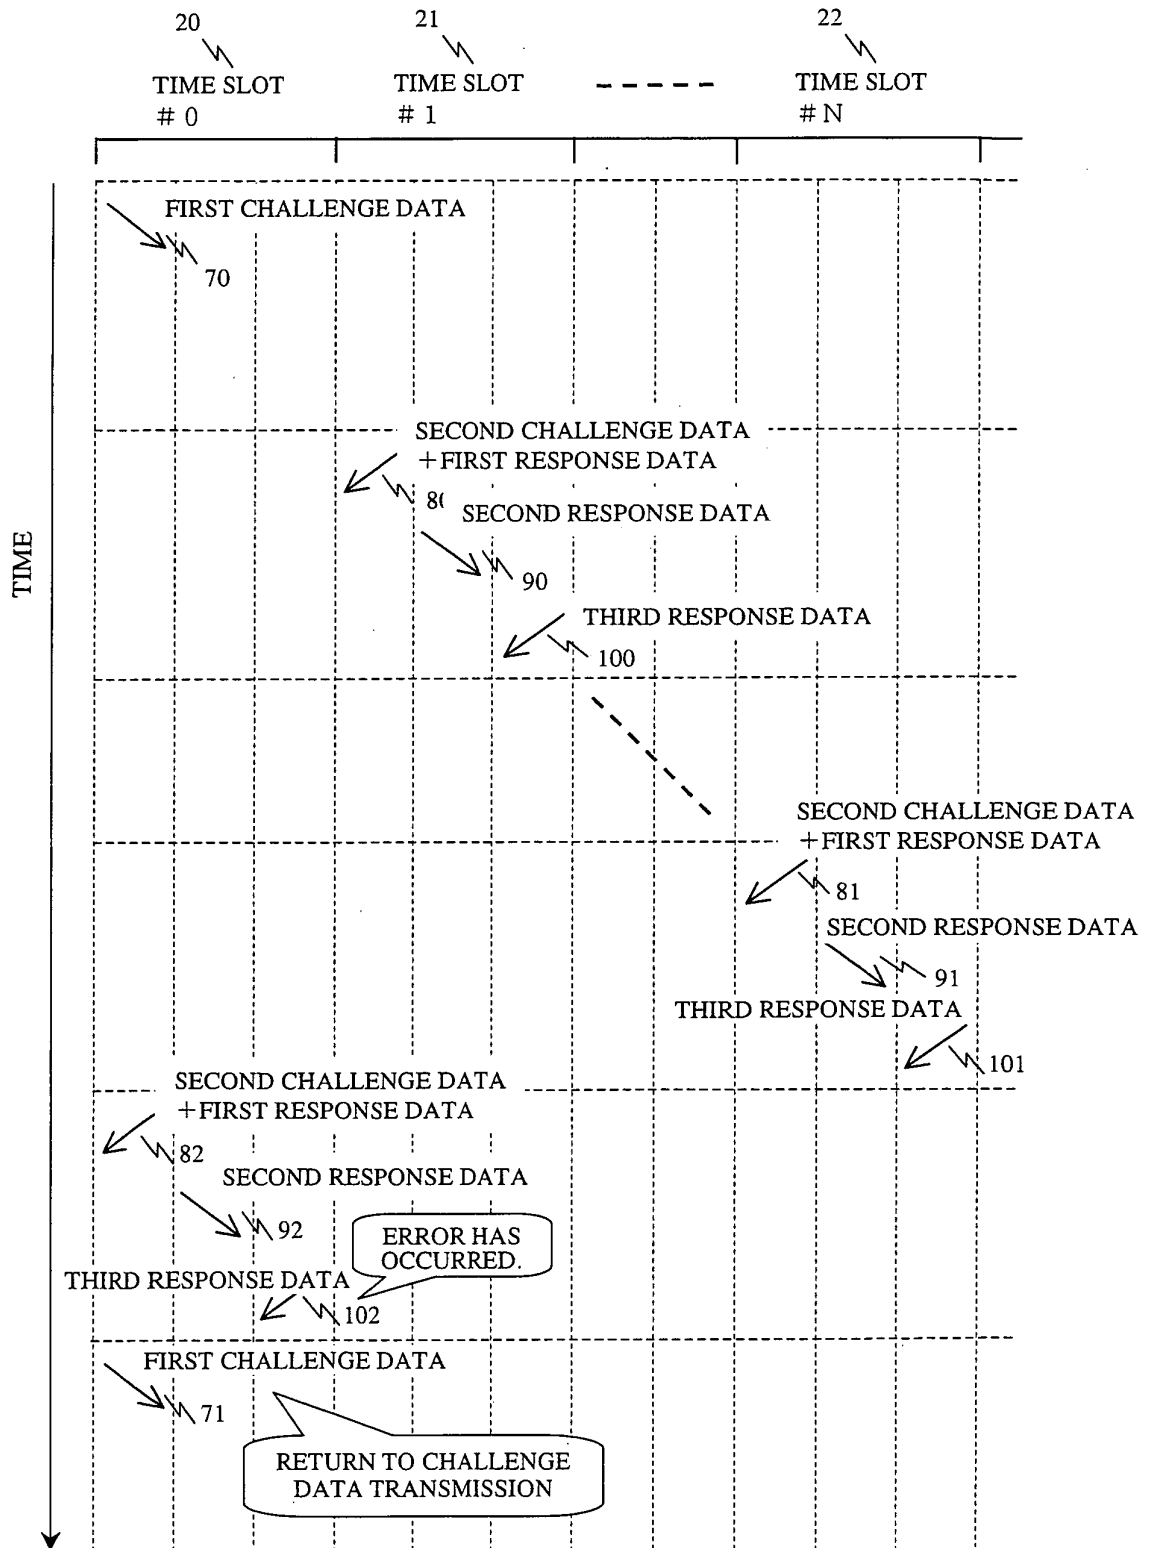 20
21
22
TIME SLOT
# 0
TIME SLOT
# 1
TIME SLOT
# N
FIRST CHALLENGE DATA
70
SECOND CHALLENGE DATA
+FIRST RESPONSE DATA
SECOND RESPONSE DATA
90
THIRD RESPONSE DATA
100
TIME
SECOND CHALLENGE DATA
+FIRST RESPONSE DATA
81
SECOND RESPONSE DATA
91
THIRD RESPONSE DATA
101
SECOND CHALLENGE DATA
+FIRST RESPONSE DATA
82
SECOND RESPONSE DATA
92
ERROR HAS
OCCURRED.
THIRD RESPONSE DATA
102
FIRST CHALLENGE DATA
71
RETURN TO CHALLENGE
DATA TRANSMISSION